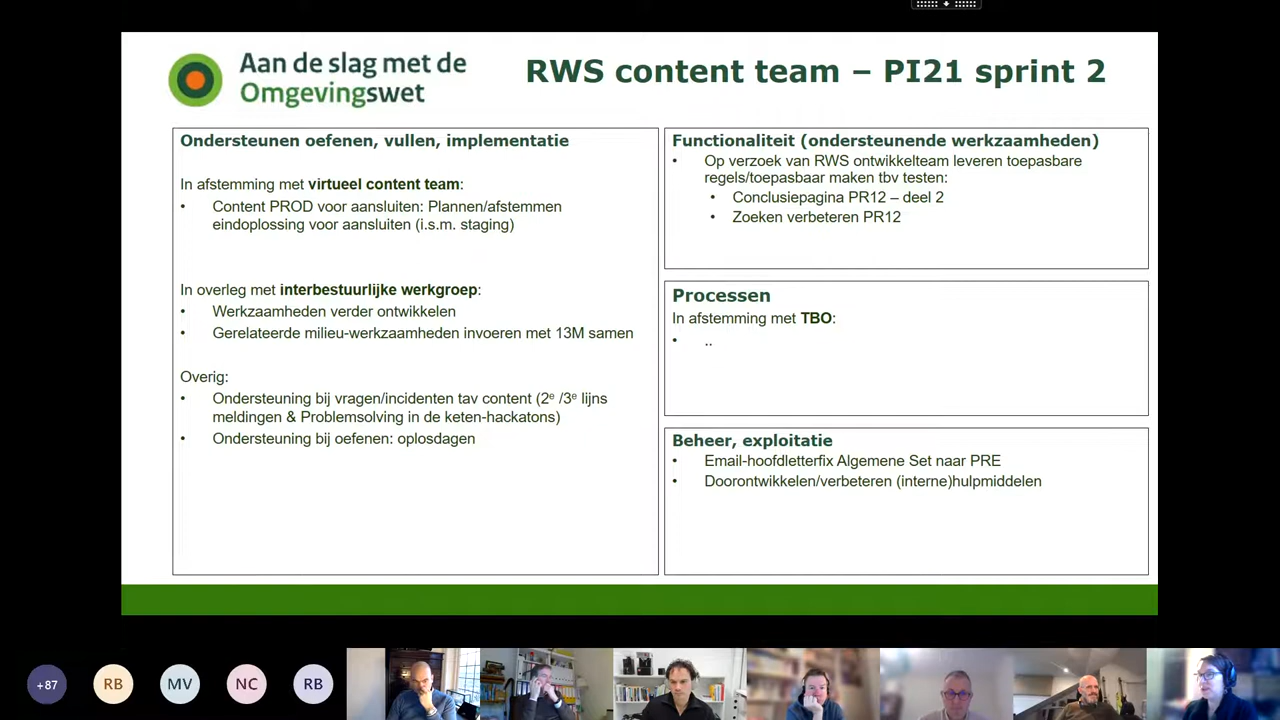 Aan de slag met de
Omgevingswet
RWS content team – PI21 sprint 2
Ondersteunen oefenen, vullen, implementatie
In afstemming met virtueel content team:
• Content PROD voor aansluiten: Plannen/afstemmen
eindoplossing voor aansluiten (i.s.m. staging)
In overleg met interbestuurlijke werkgroep:
• Werkzaamheden verder ontwikkelen
• Gerelateerde milieu-werkzaamheden invoeren met 13M samen
Overig:
• Ondersteuning bij vragen/incidenten tav content (2e /3e lijns
meldingen & Problemsolving in de keten-hackatons)
• Ondersteuning bij oefenen: oplosdagen
Functionaliteit (ondersteunende werkzaamheden)
• Op verzoek van RWS ontwikkelteam leveren toepasbare
regels/toepasbaar maken tbv testen:
• Conclusiepagina PR12 – deel 2
• Zoeken verbeteren PR12
Processen
In afstemming met TBO:
• ..
Beheer, exploitatie
• Email-hoofdletterfix Algemene Set naar PRE
• Doorontwikkelen/verbeteren (interne)hulpmiddelen
+87
RB
MV
NC
RB